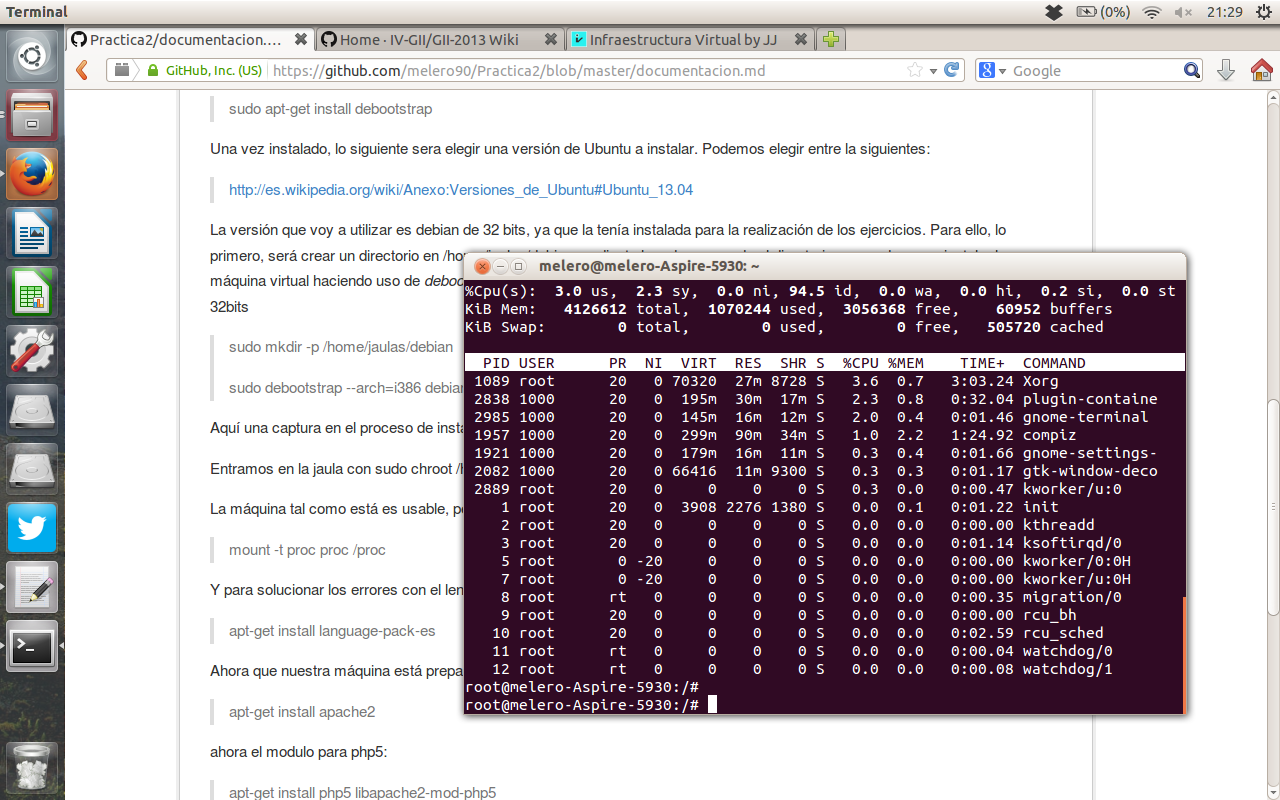 Terminal
(0%)
21:29
Practica2/documentacion....
Home · IV-GII/GII-2013 Wiki
Infraestructura Virtual by JJ
GitHub, Inc. (US)
https://github.com/melero90/Practica2/blob/master/documentacion.md
Google
sudo apt-get install debootstrap
Una vez instalado, lo siguiente sera elegir una versión de Ubuntu a instalar. Podemos elegir entre la siguientes:
http://es.wikipedia.org/wiki/Anexo:Versiones_de_Ubuntu#Ubuntu_13.04
La versión que voy a utilizar es debian de 32 bits, ya que la tenía instalada para la realización de los ejercicios. Para ello, lo
primero, será crear un directorio en
máquina virtual haciendo uso de
32bits
sudo mkdir -p /home/jaulas/debian
sudo debootstrap --arch=i386
Aquí una captura en el proceso de
Entramos en la jaula con sudo chroot
La máquina tal como está es usable,
mount -t proc proc /proc
Y para solucionar los errores con el
apt-get install language-pack-es
Ahora que nuestra máquina está
apt-get install apache2
ahora el modulo para php5:
apt-get install php5 libapache2-mod-php5
melero@melero-Aspire-5930: ~
%Cpu(s):  3.0 us,  2.3 sy,  0.0 ni, 94.5 id,  0.0 wa,  0.0 hi,  0.2 si,  0.0 st
KiB Mem:   4126612 total,  1070244 used,  3056368 free,    60952 buffers
KiB Swap:        0 total,        0 used,        0 free,   505720 cached
PID USER      PR  NI  VIRT  RES  SHR S  %CPU %MEM    TIME+  COMMAND
1089 root      20   0 70320  27m 8728 S   3.6  0.7   3:03.24 Xorg
2838 1000      20   0  195m  30m  17m S   2.3  0.8   0:32.04 plugin-containe
2985 1000      20   0  145m  16m  12m S   2.0  0.4   0:01.46 gnome-terminal
1957 1000      20   0  299m  90m  34m S   1.0  2.2   1:24.92 compiz
1921 1000      20   0  179m  16m  11m S   0.3  0.4   0:01.66 gnome-settings-
2082 1000      20   0 66416  11m 9300 S   0.3  0.3   0:01.17 gtk-window-deco
2889 root      20   0     0    0    0 S   0.3  0.0   0:00.47 kworker/u:0
1 root      20   0  3908 2276 1380 S   0.0  0.1   0:01.22 init
2 root      20   0     0    0    0 S   0.0  0.0   0:00.00 kthreadd
3 root      20   0     0    0    0 S   0.0  0.0   0:01.14 ksoftirqd/0
5 root       0 -20     0    0    0 S   0.0  0.0   0:00.00 kworker/0:0H
7 root       0 -20     0    0    0 S   0.0  0.0   0:00.00 kworker/u:0H
8 root      rt   0     0    0    0 S   0.0  0.0   0:00.35 migration/0
9 root      20   0     0    0    0 S   0.0  0.0   0:00.00 rcu_bh
10 root      20   0     0    0    0 S   0.0  0.0   0:02.59 rcu_sched
11 root      rt   0     0    0    0 S   0.0  0.0   0:00.04 watchdog/0
12 root      rt   0     0    0    0 S   0.0  0.0   0:00.08 watchdog/1
root@melero-Aspire-5930:/#
root@melero-Aspire-5930:/#